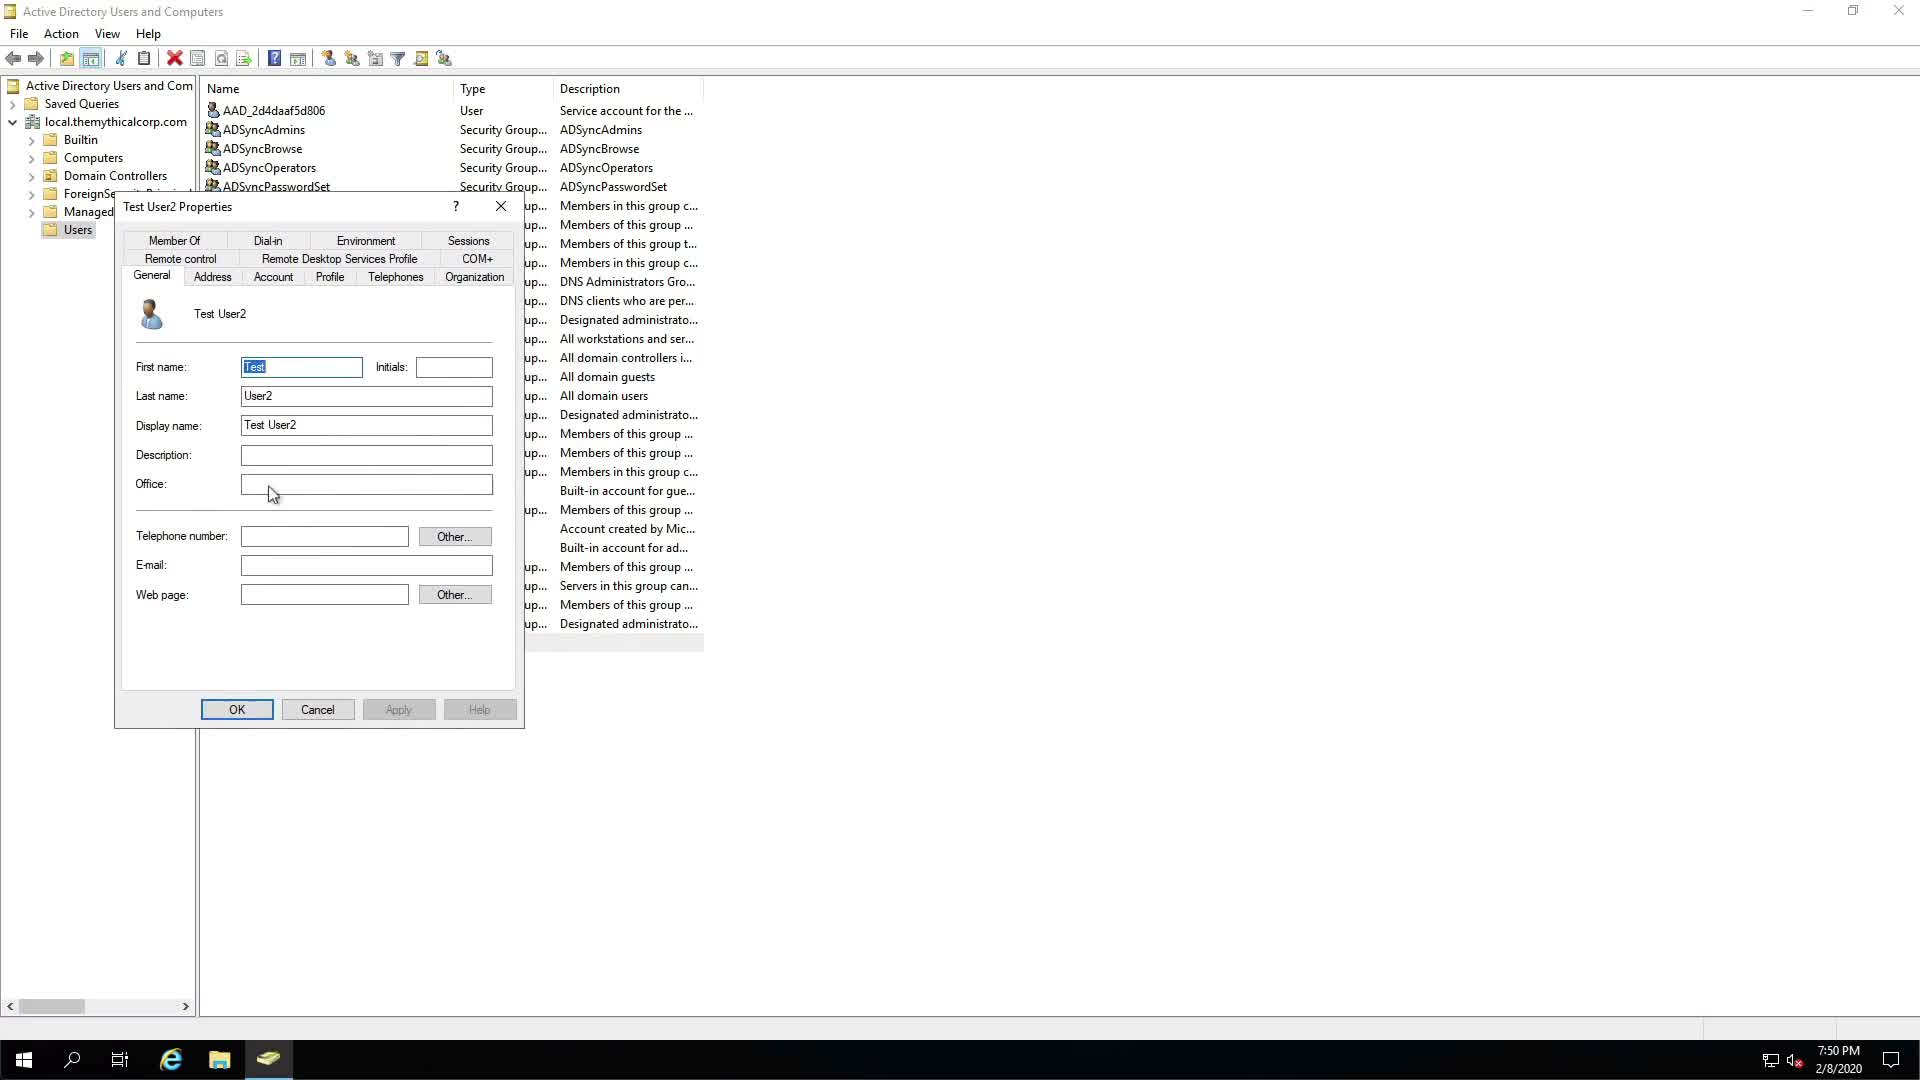 Active Directory Users and Computers
File Action View Help
Active Directory Users and Com
Saved Queries
local.themythicalcorp.com
Builtin
Computers
Domain Controllers
Managed
Users
Name Type Description
AAD_2d4daaf5d806 User Service account for the ...
ADSyncAdmins Security Group... ADSyncAdmins
ADSyncBrowse Security Group... ADSyncBrowse
ADSyncOperators Security Group... ADSyncOperators
ADSyncPasswordSet Security Group... ADSyncPasswordSet
up... Members in this group c...
up... Members of this group ...
up... Members of this group t...
up... Members in this group c...
up... DNS Administrators Gro...
up... DNS clients who are per...
up... Designated administrato...
up... All workstations and ser...
up... All domain controllers i...
up... All domain guests
up... All domain users
up... Designated administrato...
up... Members of this group ...
up... Members of this group ...
up... Members in this group c...
Built-in account for gue...
up... Members of this group ...
Account created by Mic...
Built-in account for ad...
up... Members of this group ...
up... Servers in this group can...
up... Members of this group ...
up... Designated administrato...
Test User2 Properties
?
Member Of Dial-in Environment Sessions
Remote control Remote Desktop Services Profile COM+
General Address Account Profile Telephones Organization
Test User2
First name: Test Initials:
Last name: User2
Display name: Test User2
Description:
Office:
Telephone number: Other...
E-mail:
Web page: Other...
OK Cancel Apply Help
7:50 PM
2/8/2020